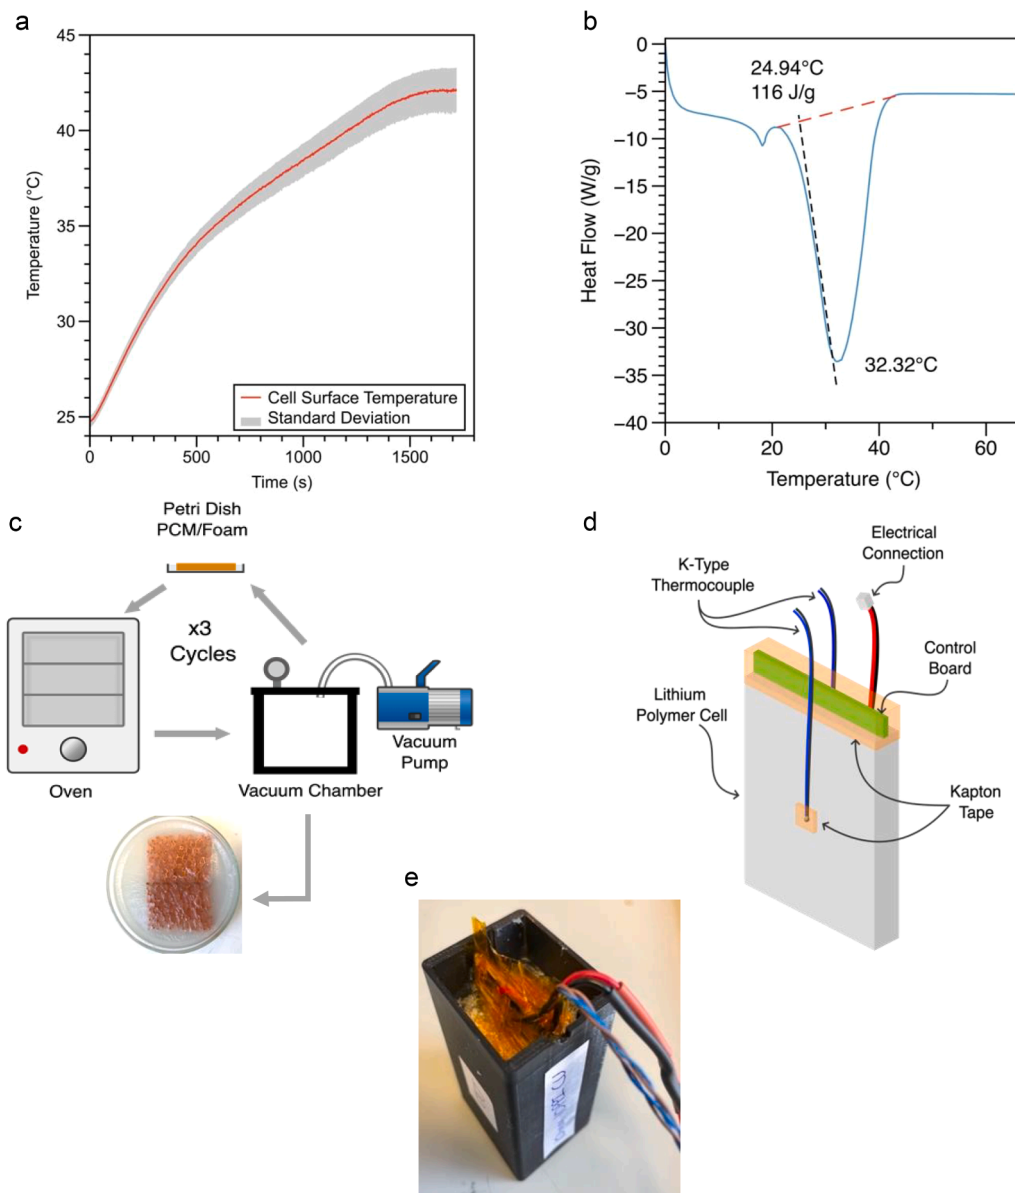 a
45
40
35
30
25
Temperature (°C)
0
500
1000
1500
Time (s)
Cell Surface Temperature
Standard Deviation
b
0
−5
−10
−15
−20
−25
−30
−35
−40
Heat Flow (W/g)
24.94°C
116 J/g
32.32°C
0
20
40
60
Temperature (°C)
c
Petri Dish
PCM/Foam
x3
Cycles
Oven
Vacuum
Pump
Vacuum Chamber
d
Electrical
Connection
K-Type
Thermocouple
Control
Board
Lithium
Polymer Cell
Kapton
Tape
e